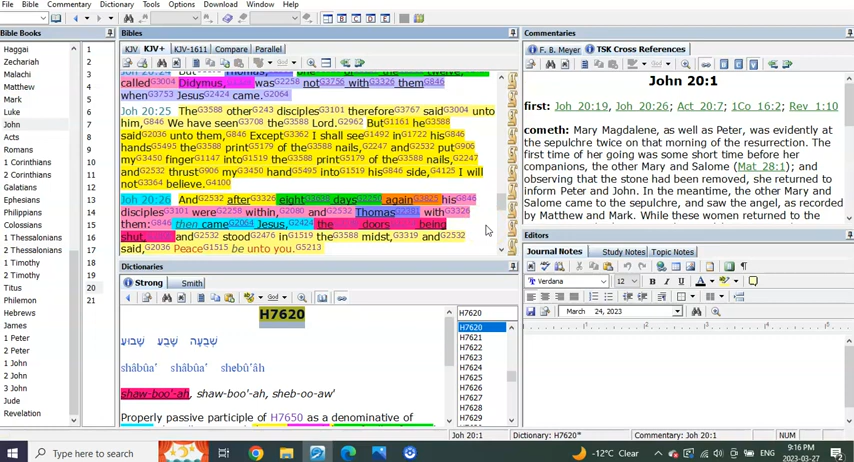 File Bible Commentary Dictionary Tools Options Download Window Help
Bible Books
Haggai
Zechariah
Malachi
Matthew
Mark
Luke
John
Acts
Romans
1 Corinthians
2 Corinthians
Galatians
Ephesians
Philippians
Colossians
1 Thessalonians
2 Thessalonians
1 Timothy
2 Timothy
Titus
Philemon
Hebrews
James
1 Peter
2 Peter
1 John
2 John
3 John
Jude
Revelation
1
2
3
4
5
6
7
8
9
10
11
12
13
14
15
16
17
18
19
20
21
Bibles
KJV KJV+ KJV-1611 Compare Parallel
called G3004 Didymus, was G2258 not G3756 with G3326 them G846
when G3753 Jesus G2424 came. G2064
Joh 20:25 The G3588 other G243 disciples G3101 therefore G3767 said G3004 unto
him, G846 We have seen G3708 the G3588 Lord. G2962 But G1161 he G3588
said G2036 unto them, G846 Except G3362 I shall see G1492 in G1722 his G846
hands G5495 the G3588 print G5179 of the G3588 nails, G2247 and G2532 put G906
my G3450 finger G1147 into G1519 the G3588 print G5179 of the G3588 nails, G2247
and G2532 thrust G906 my G3450 hand G5495 into G1519 his G846 side, G4125 I will
not G3364 believe. G4100
Joh 20:26 And G2532 after G3326 eight G3638 days G2250 again G3825 his G846
disciples G3101 were G2258 within, G2080 and G2532 Thomas G2381 with G3326
them: G846 then came G2064 Jesus, G2424 the doors being
shut, and G2532 stood G2476 in G1519 the G3588 midst, G3319 and G2532
said, G2036 Peace G1515 be unto you. G5213
Dictionaries
Strong Smith
H7620
שְׁבֻעָה שָׁבֻעַ שָׁבוּעַ
shâbûa‛ shâbûa‛ shebû‛âh
shaw-boo'-ah, shaw-boo'-ah, sheb-oo-aw'
Properly passive participle of H7650 as a denominative of
H7620
H7620
H7621
H7622
H7623
H7624
H7625
H7626
H7627
H7628
H7629
Commentaries
F. B. Meyer TSK Cross References
John 20:1
first: Joh 20:19, Joh 20:26; Act 20:7; 1Co 16:2; Rev 1:10
cometh: Mary Magdalene, as well as Peter, was evidently at
the sepulchre twice on that morning of the resurrection. The
first time of her going was some short time before her
companions, the other Mary and Salome (Mat 28:1); and
observing that the stone had been removed, she returned to
inform Peter and John. In the meantime, the other Mary and
Salome came to the sepulchre, and saw the angel, as recorded
by Matthew and Mark. While these women returned to the
Editors
Journal Notes Study Notes Topic Notes
Verdana 12 B I U A
March 24, 2023
Joh 20:1 Dictionary: H7620* Commentary: Joh 20:1 NUM
Type here to search
-12°C Clear
ENG
9:16 PM
2023-03-27